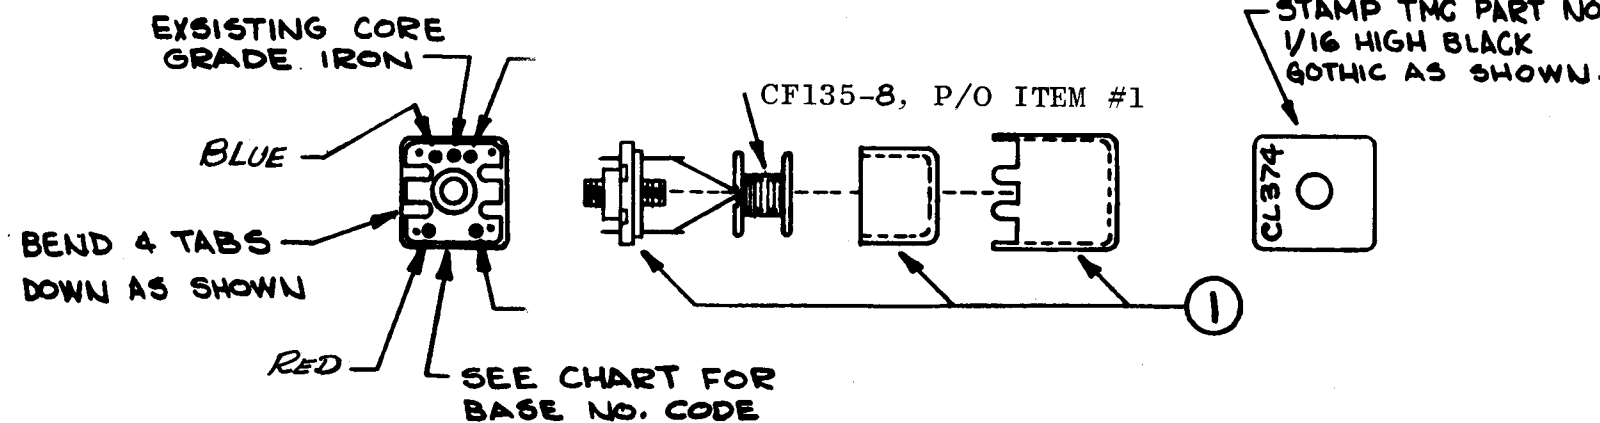 EXSISTING CORE
GRADE IRON
BLUE
BEND 4 TABS
DOWN AS SHOWN
RED
SEE CHART FOR
BASE NO. CODE
CF135-8, P/O ITEM #1
1
STAMP TMC PART NO
1/16 HIGH BLACK
GOTHIC AS SHOWN.
CL374